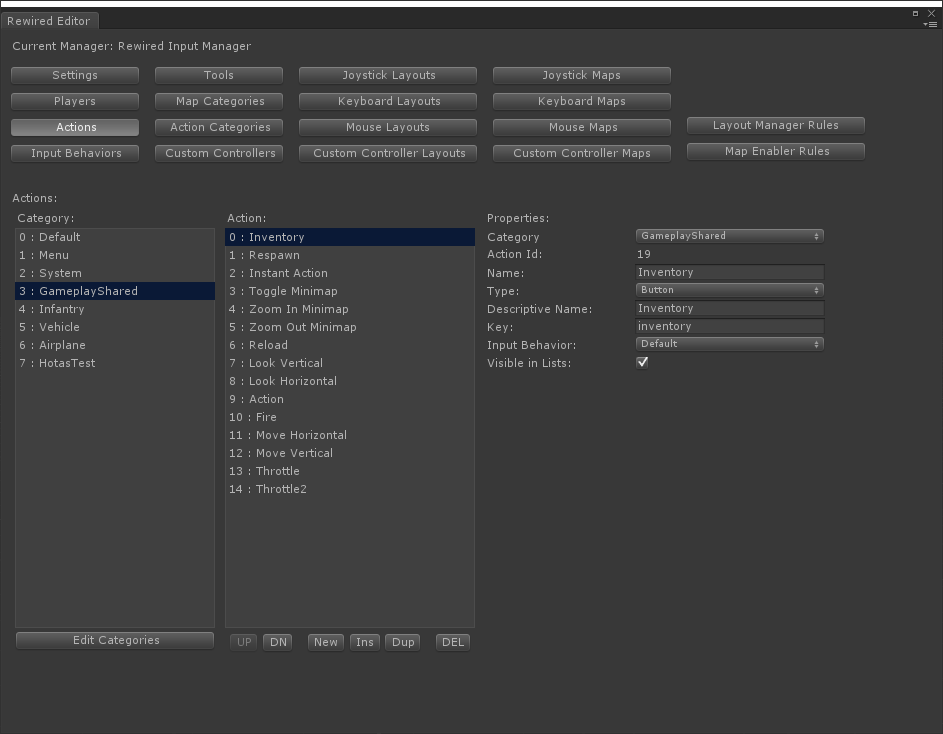 Rewired Editor
Current Manager: Rewired Input Manager
Settings Tools Joystick Layouts Joystick Maps
Players Map Categories Keyboard Layouts Keyboard Maps
Actions Action Categories Mouse Layouts Mouse Maps Layout Manager Rules
Input Behaviors Custom Controllers Custom Controller Layouts Custom Controller Maps Map Enabler Rules
Actions:
Category:
0 : Default
1 : Menu
2 : System
3 : GameplayShared
4 : Infantry
5 : Vehicle
6 : Airplane
7 : HotasTest
Edit Categories
Action:
0 : Inventory
1 : Respawn
2 : Instant Action
3 : Toggle Minimap
4 : Zoom In Minimap
5 : Zoom Out Minimap
6 : Reload
7 : Look Vertical
8 : Look Horizontal
9 : Action
10 : Fire
11 : Move Horizontal
12 : Move Vertical
13 : Throttle
14 : Throttle2
UP DN New Ins Dup DEL
Properties:
Category GameplayShared
Action Id: 19
Name: Inventory
Type: Button
Descriptive Name: Inventory
Key: inventory
Input Behavior: Default
Visible in Lists: